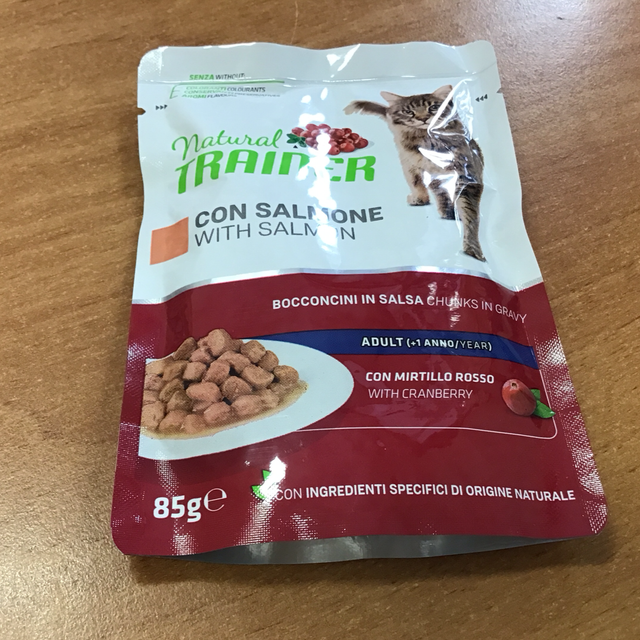 SENZA WITHOUT:
COLOURANTS
Natural
TRAINER
CON SALMONE
WITH SALMON
BOCCONCINI IN SALSA CHUNKS IN GRAVY
ADULT (+1 ANNO/YEAR)
CON MIRTILLO ROSSO
WITH CRANBERRY
85g℮
CON INGREDIENTI SPECIFICI DI ORIGINE NATURALE